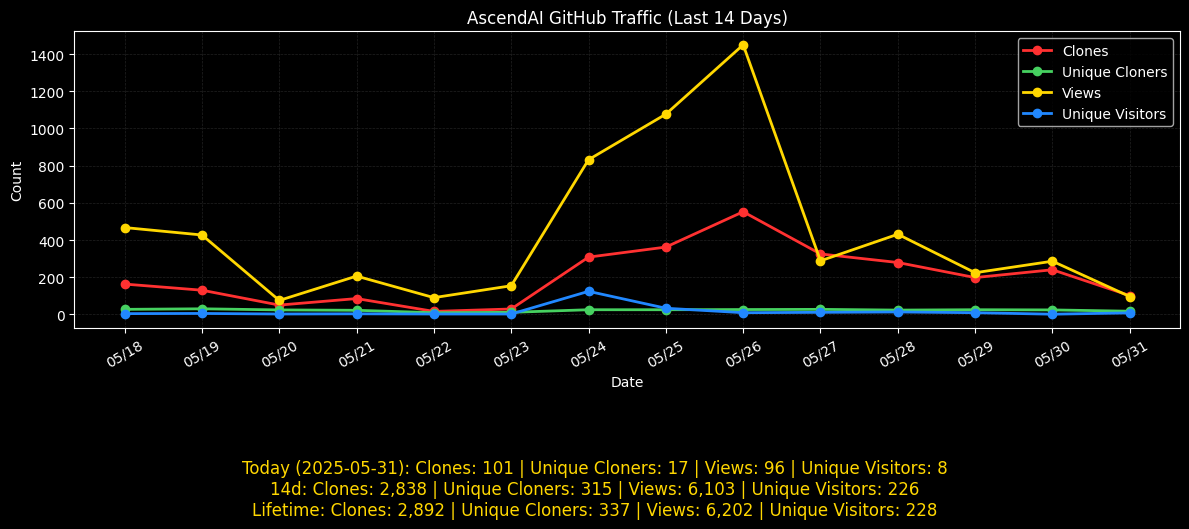 AscendAI GitHub Traffic (Last 14 Days)
Clones
Unique Cloners
Views
Unique Visitors
Count
1400
1200
1000
800
600
400
200
0
05/18 05/19 05/20 05/21 05/22 05/23 05/24 05/25 05/26 05/27 05/28 05/29 05/30 05/31
Date
Today (2025-05-31): Clones: 101 | Unique Cloners: 17 | Views: 96 | Unique Visitors: 8
14d: Clones: 2,838 | Unique Cloners: 315 | Views: 6,103 | Unique Visitors: 226
Lifetime: Clones: 2,892 | Unique Cloners: 337 | Views: 6,202 | Unique Visitors: 228